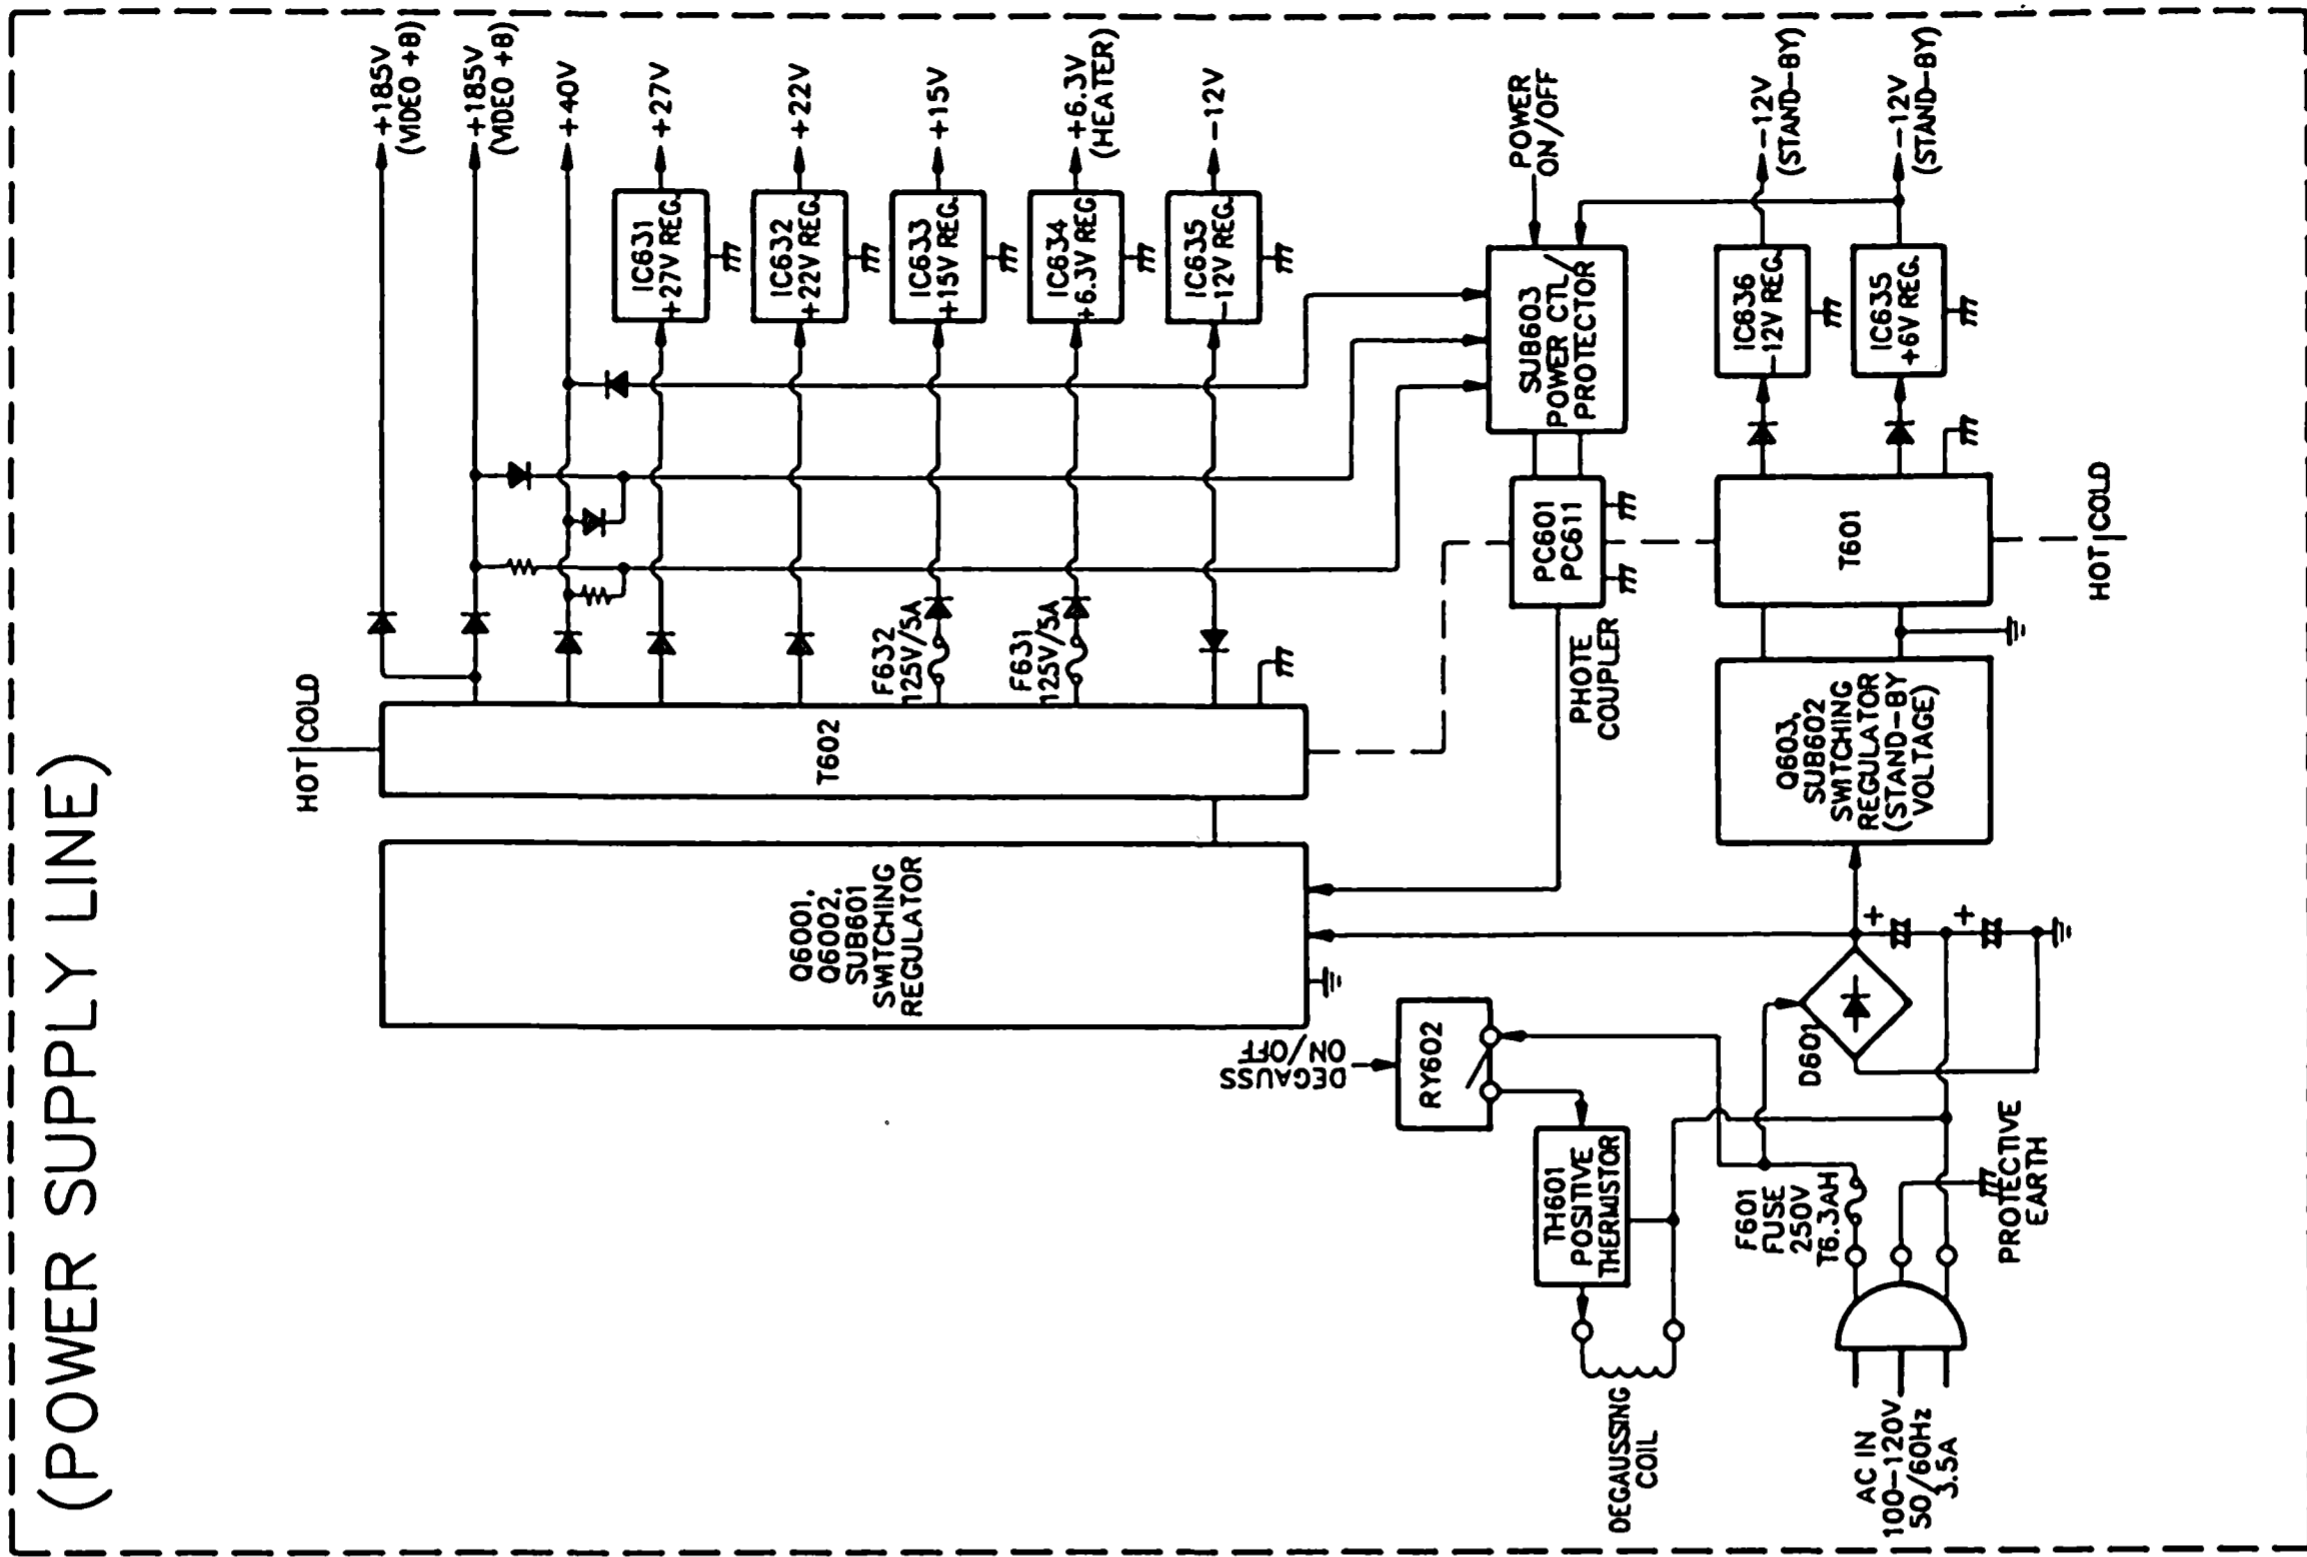 (POWER SUPPLY LINE)
HOT COLD
+185V
(VIDEO +B)
+185V
(VIDEO +B)
+40V
IC631
+27V REG.
+27V
IC632
+22V REG.
+22V
F632
125V/5A
IC633
+15V REG.
+15V
F631
125V/5A
IC634
+6.3V REG
+6.3V
(HEATER)
IC635
-12V REG.
-12V
T602
Q6001,
Q6002,
SUB601
SWITCHING
REGULATOR
DEGAUSS
ON/OFF
RY602
TH601
POSITIVE
THERMISTOR
DEGAUSSING
COIL
PHOTE
COUPLER
PC601
PC611
SUB603
POWER CTL/
PROTECTOR
POWER
ON/OFF
F601
FUSE
250V
T6.3AH
D601
AC IN
100-120V
50/60Hz
3.5A
PROTECTIVE
EARTH
+
+
Q603,
SUB602
SWITCHING
REGULATOR
(STAND-BY
VOLTAGE)
T601
IC636
-12V REG.
-12V
(STAND-BY)
IC635
+6V REG.
-12V
(STAND-BY)
HOT COLD